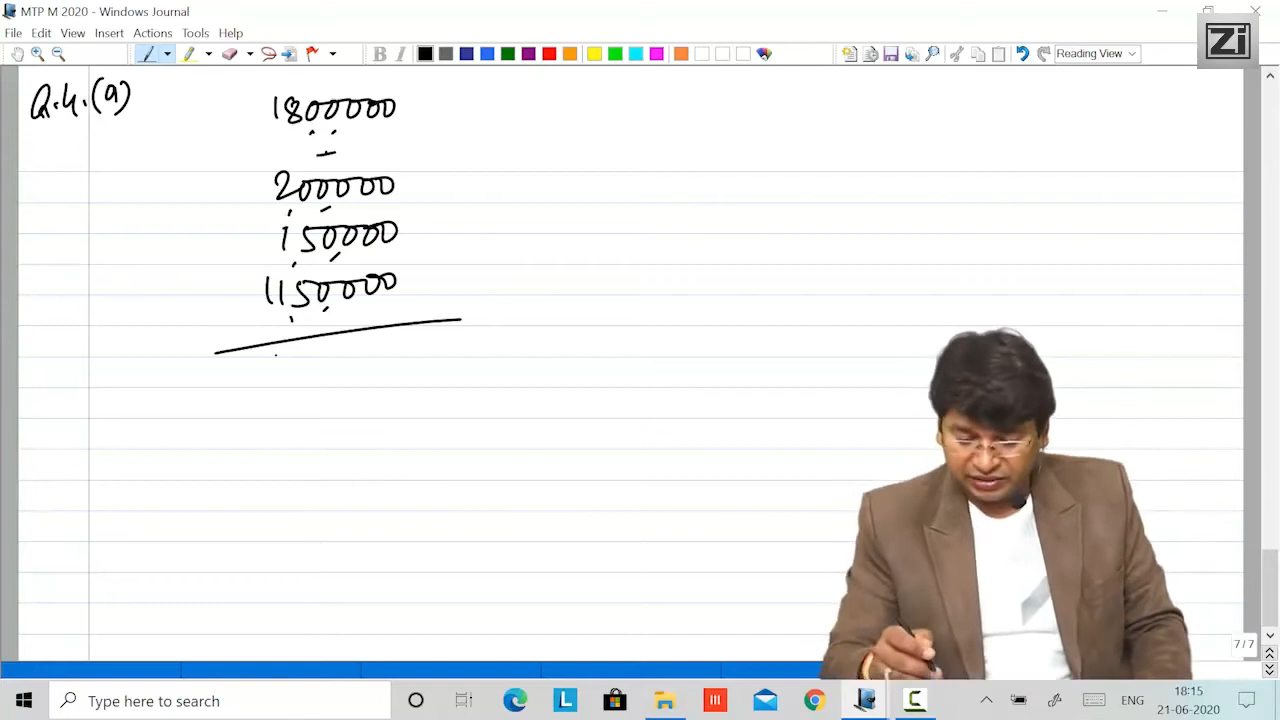 MTP M 2020 - Windows Journal
File Edit View Insert Actions Tools Help
B I Reading View
Zi
Q.4.(a)
1800000
-
200000
150000
1150000
7 / 7
Type here to search
L
ENG
18:15
21-06-2020